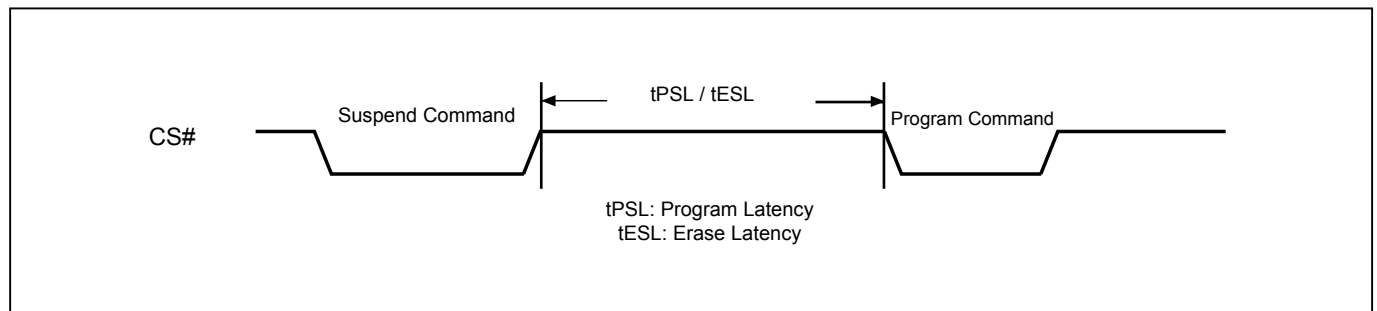 tPSL / tESL
Suspend Command
Program Command
CS#
tPSL: Program Latency
tESL: Erase Latency